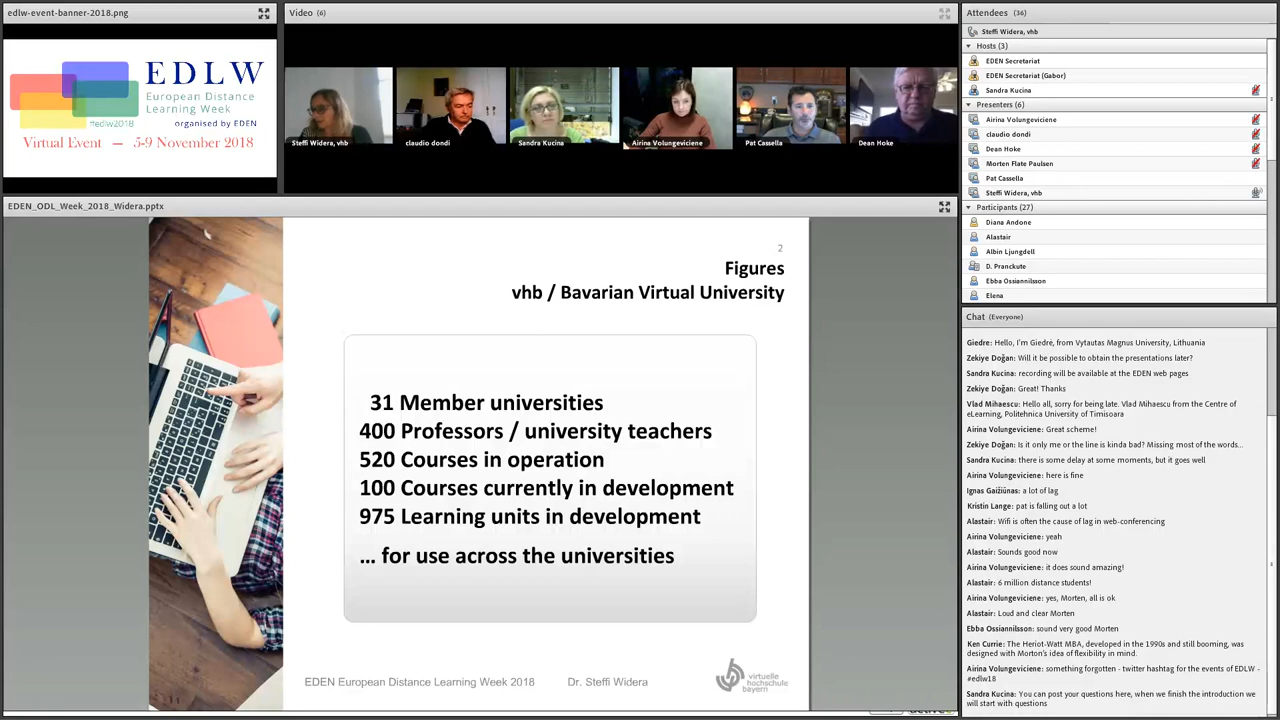 edlw-event-banner-2018.png
EDLW
European Distance
Learning Week
#edlw2018
organised by EDEN
Virtual Event — 5-9 November 2018
Video (6)
Steffi Widera, vhb
claudio dondi
Sandra Kucina
Airina Volungeviciene
Pat Cassella
Dean Hoke
EDEN_ODL_Week_2018_Widera.pptx
2
Figures
vhb / Bavarian Virtual University
31 Member universities
400 Professors / university teachers
520 Courses in operation
100 Courses currently in development
975 Learning units in development
... for use across the universities
EDEN European Distance Learning Week 2018 Dr. Steffi Widera
virtuelle
hochschule
bayern
Attendees (36)
Steffi Widera, vhb
Hosts (3)
EDEN Secretariat
EDEN Secretariat (Gabor)
Sandra Kucina
Presenters (6)
Airina Volungeviciene
claudio dondi
Dean Hoke
Morten Flate Paulsen
Pat Cassella
Steffi Widera, vhb
Participants (27)
Diana Andone
Alastair
Albin Ljungdell
D. Pranckute
Ebba Ossiannilsson
Elena
Chat (Everyone)
Giedre: Hello, I'm Giedrė, from Vytautas Magnus University, Lithuania
Zekiye Doğan: Will it be possible to obtain the presentations later?
Sandra Kucina: recording will be available at the EDEN web pages
Zekiye Doğan: Great! Thanks
Vlad Mihaescu: Hello all, sorry for being late. Vlad Mihaescu from the Centre of
eLearning, Politehnica University of Timisoara
Airina Volungeviciene: Great scheme!
Zekiye Doğan: Is it only me or the line is kinda bad? Missing most of the words...
Sandra Kucina: there is some delay at some moments, but it goes well
Airina Volungeviciene: here is fine
Ignas Gaižiūnas: a lot of lag
Kristin Lange: pat is falling out a lot
Alastair: Wifi is often the cause of lag in web-conferencing
Airina Volungeviciene: yeah
Alastair: Sounds good now
Airina Volungeviciene: it does sound amazing!
Alastair: 6 million distance students!
Airina Volungeviciene: yes, Morten, all is ok
Alastair: Loud and clear Morten
Ebba Ossiannilsson: sound very good Morten
Ken Currie: The Heriot-Watt MBA, developed in the 1990s and still booming, was
designed with Morton's idea of flexibility in mind.
Airina Volungeviciene: something forgotten - twitter hashtag for the events of EDLW -
#edlw18
Sandra Kucina: You can post your questions here, when we finish the introduction we
will start with questions